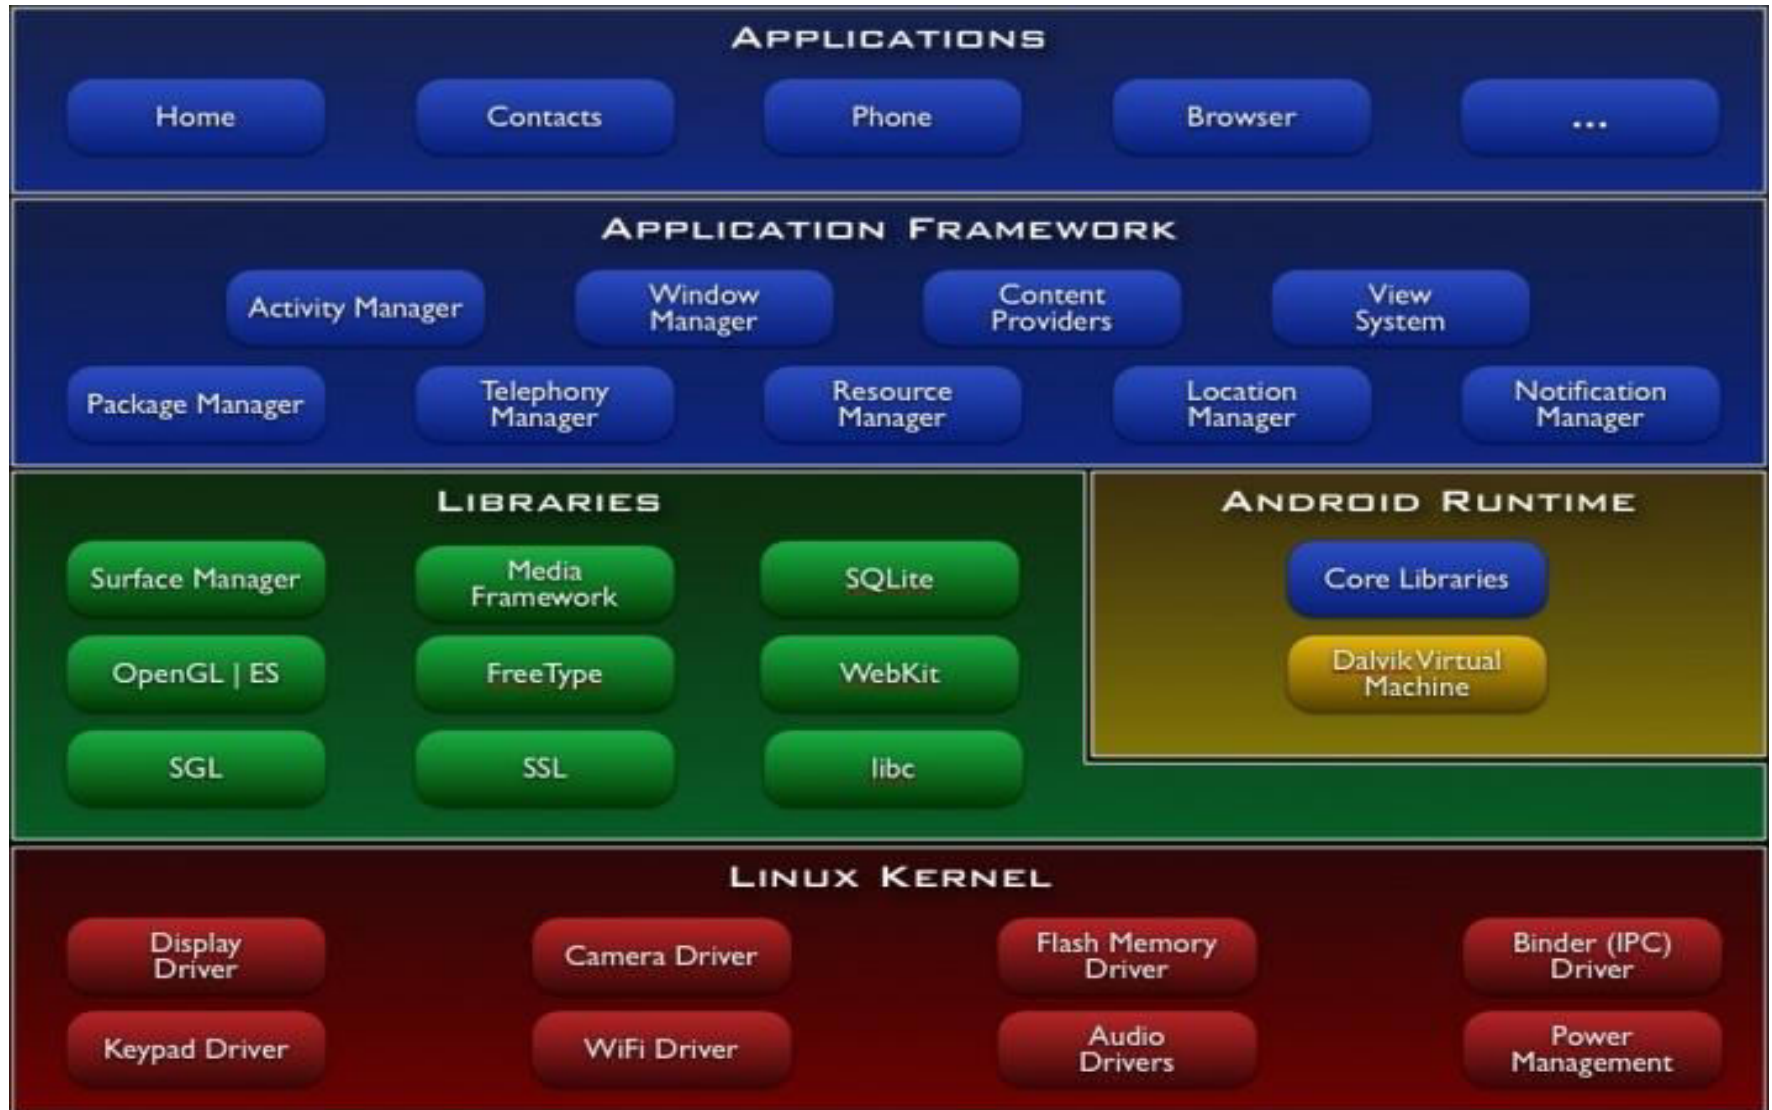 APPLICATIONS
Home
Contacts
Phone
Browser
...
APPLICATION FRAMEWORK
Activity Manager
Window
Manager
Content
Providers
View
System
Package Manager
Telephony
Manager
Resource
Manager
Location
Manager
Notification
Manager
LIBRARIES
Surface Manager
Media
Framework
SQLite
OpenGL | ES
FreeType
WebKit
SGL
SSL
libc
ANDROID RUNTIME
Core Libraries
Dalvik Virtual
Machine
LINUX KERNEL
Display
Driver
Camera Driver
Flash Memory
Driver
Binder (IPC)
Driver
Keypad Driver
WiFi Driver
Audio
Drivers
Power
Management